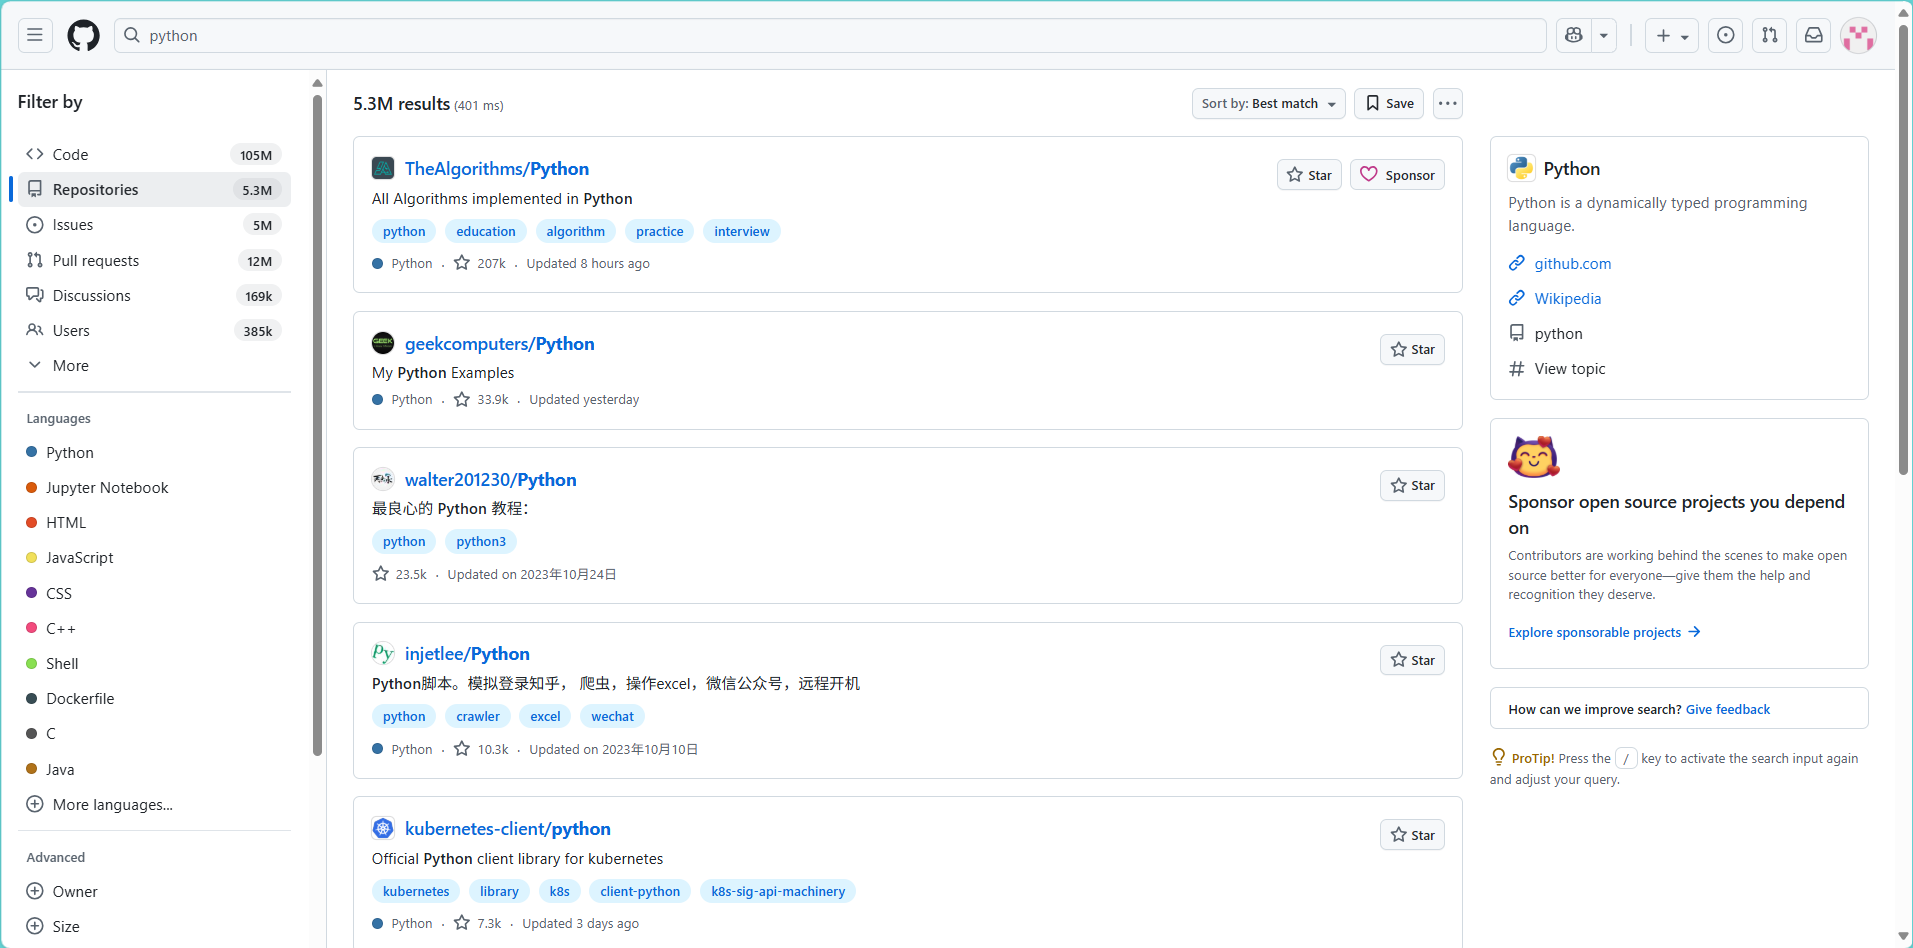 python
Filter by
Code 105M
Repositories 5.3M
Issues 5M
Pull requests 12M
Discussions 169k
Users 385k
More
Languages
Python
Jupyter Notebook
HTML
JavaScript
CSS
C++
Shell
Dockerfile
C
Java
More languages...
Advanced
Owner
Size
5.3M results (401 ms)
Sort by: Best match
Save
TheAlgorithms/Python
Star
Sponsor
All Algorithms implemented in Python
python education algorithm practice interview
Python · 207k · Updated 8 hours ago
geekcomputers/Python
Star
My Python Examples
Python · 33.9k · Updated yesterday
walter201230/Python
Star
最良心的 Python 教程：
python python3
23.5k · Updated on 2023年10月24日
injetlee/Python
Star
Python脚本。模拟登录知乎， 爬虫，操作excel，微信公众号，远程开机
python crawler excel wechat
Python · 10.3k · Updated on 2023年10月10日
kubernetes-client/python
Star
Official Python client library for kubernetes
kubernetes library k8s client-python k8s-sig-api-machinery
Python · 7.3k · Updated 3 days ago
Python
Python is a dynamically typed programming
language.
github.com
Wikipedia
python
# View topic
Sponsor open source projects you depend
on
Contributors are working behind the scenes to make open
source better for everyone—give them the help and
recognition they deserve.
Explore sponsorable projects →
How can we improve search? Give feedback
ProTip! Press the / key to activate the search input again
and adjust your query.